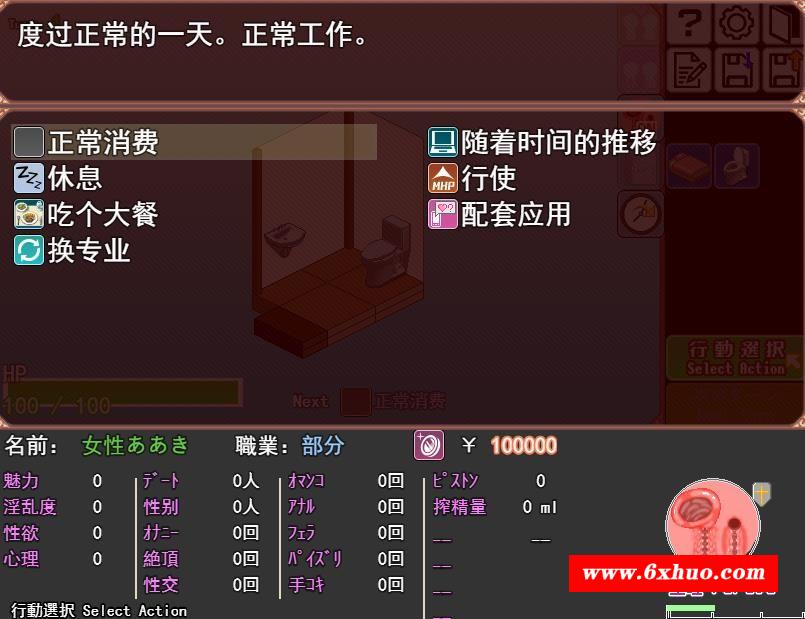 度过正常的一天。正常工作。
正常消费
随着时间的推移
休息
行使
吃个大餐
配套应用
换专业
行動選択
Select Action
HP
100 / 100
Next 正常消费
名前: 女性ああき 職業: 部分 ￥ 100000
魅力 0 デート 0人 オマンコ 0回 ピストン 0
淫乱度 0 性別 0人 アナル 0回 搾精量 0 ml
性欲 0 オナニー 0回 フェラ 0回 -- --
心理 0 絶頂 0回 パイズリ 0回 --
性交 0回 手コキ 0回 --
www.6xhuo.com
行動選択 Select Action